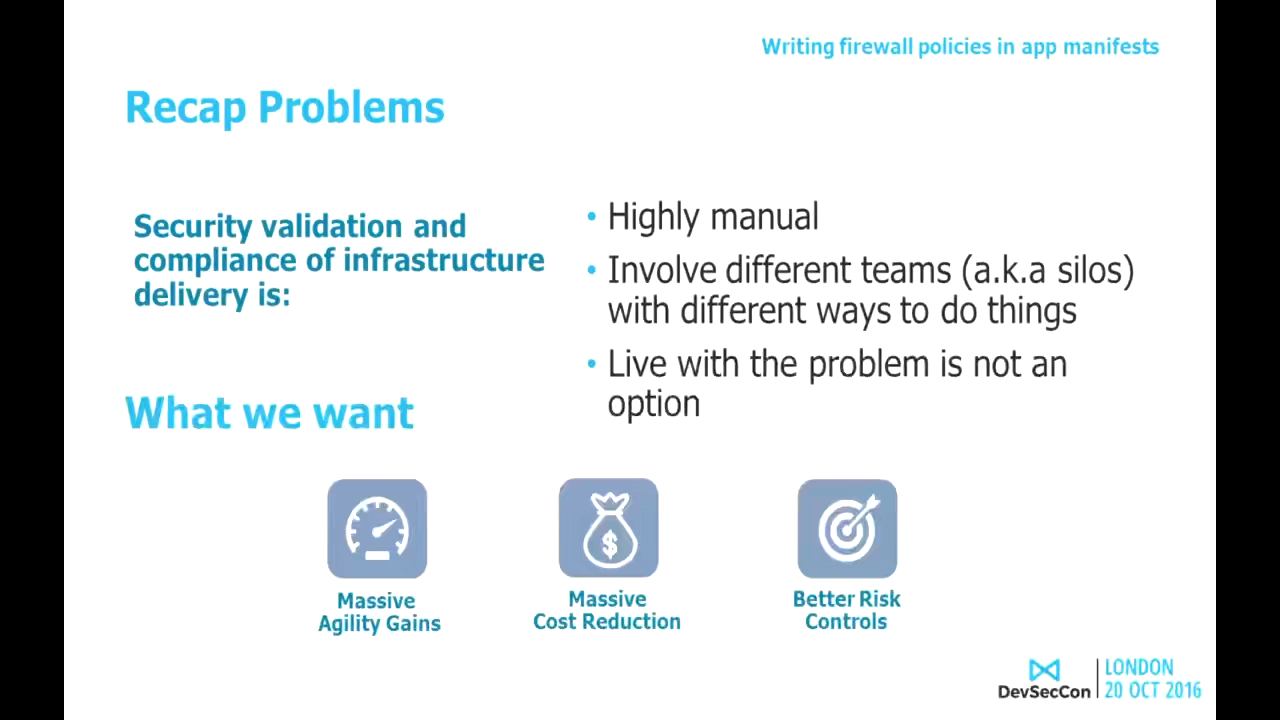 Writing firewall policies in app manifests
Recap Problems
Security validation and
compliance of infrastructure
delivery is:
• Highly manual
• Involve different teams (a.k.a silos)
with different ways to do things
• Live with the problem is not an
option
What we want
$
Massive
Agility Gains
Massive
Cost Reduction
Better Risk
Controls
DevSecCon
LONDON
20 OCT 2016